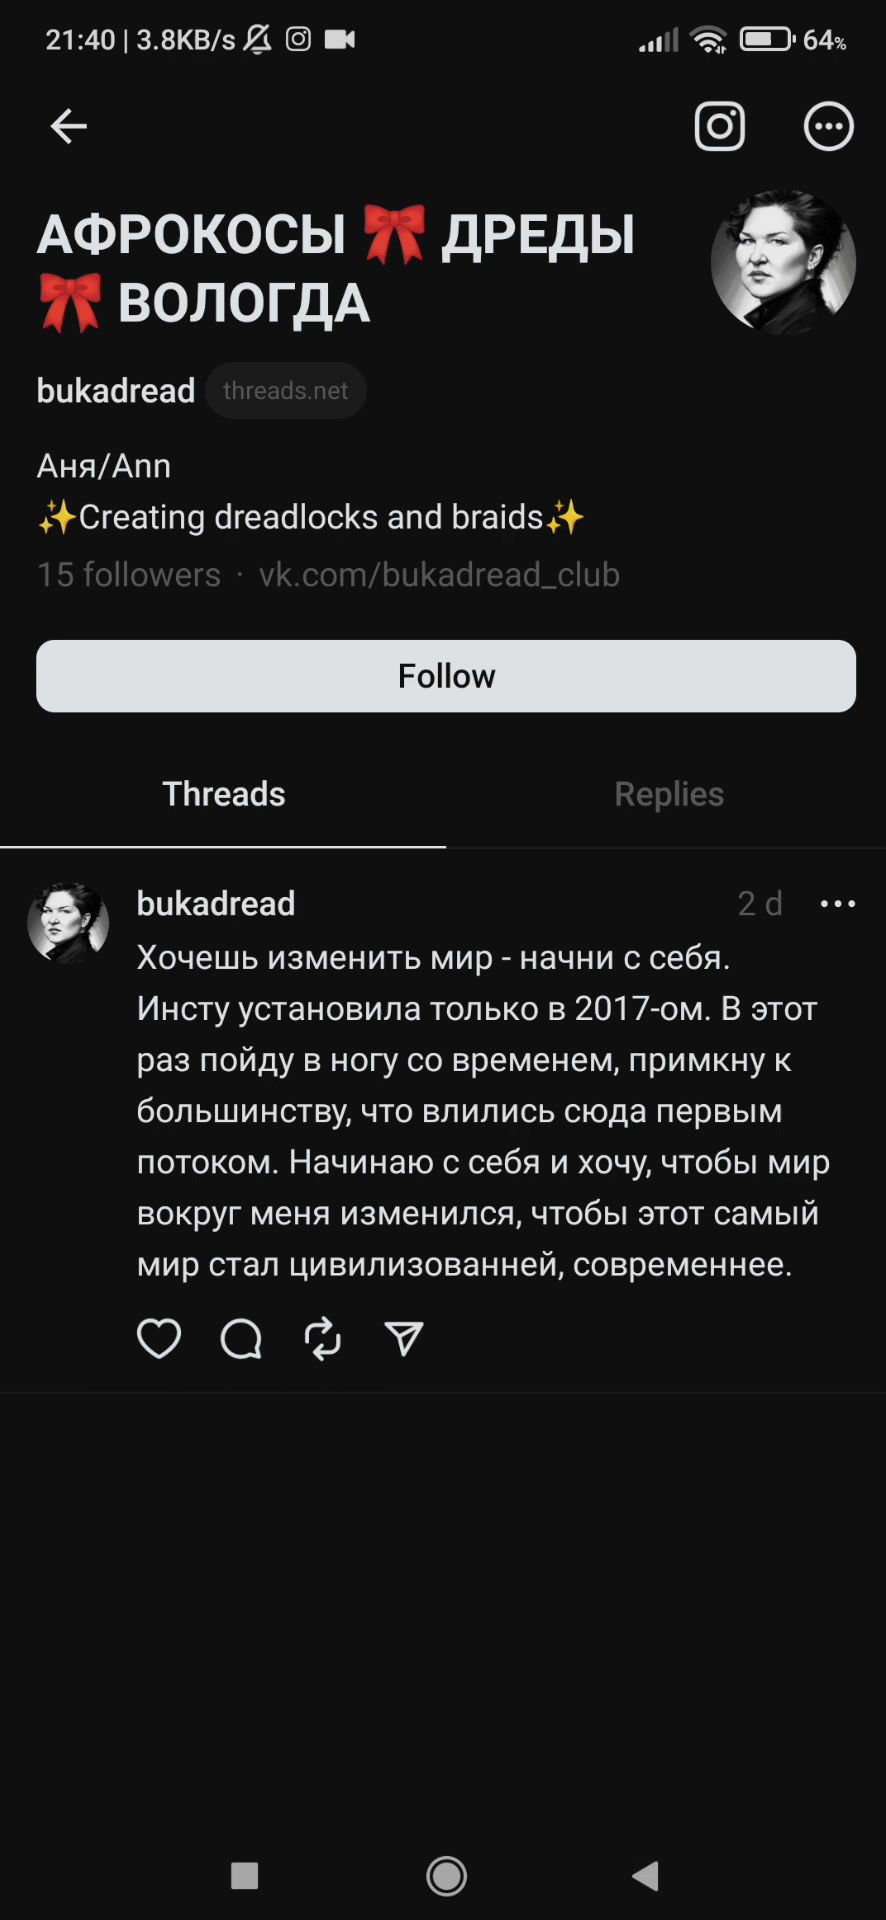 21:40 | 3.8KB/s
64%
АФРОКОСЫ 🎀 ДРЕДЫ
🎀 ВОЛОГДА
bukadread threads.net
Аня/Ann
✨Creating dreadlocks and braids✨
15 followers · vk.com/bukadread_club
Follow
Threads Replies
bukadread 2 d
Хочешь изменить мир - начни с себя.
Инсту установила только в 2017-ом. В этот
раз пойду в ногу со временем, примкну к
большинству, что влились сюда первым
потоком. Начинаю с себя и хочу, чтобы мир
вокруг меня изменился, чтобы этот самый
мир стал цивилизованней, современнее.